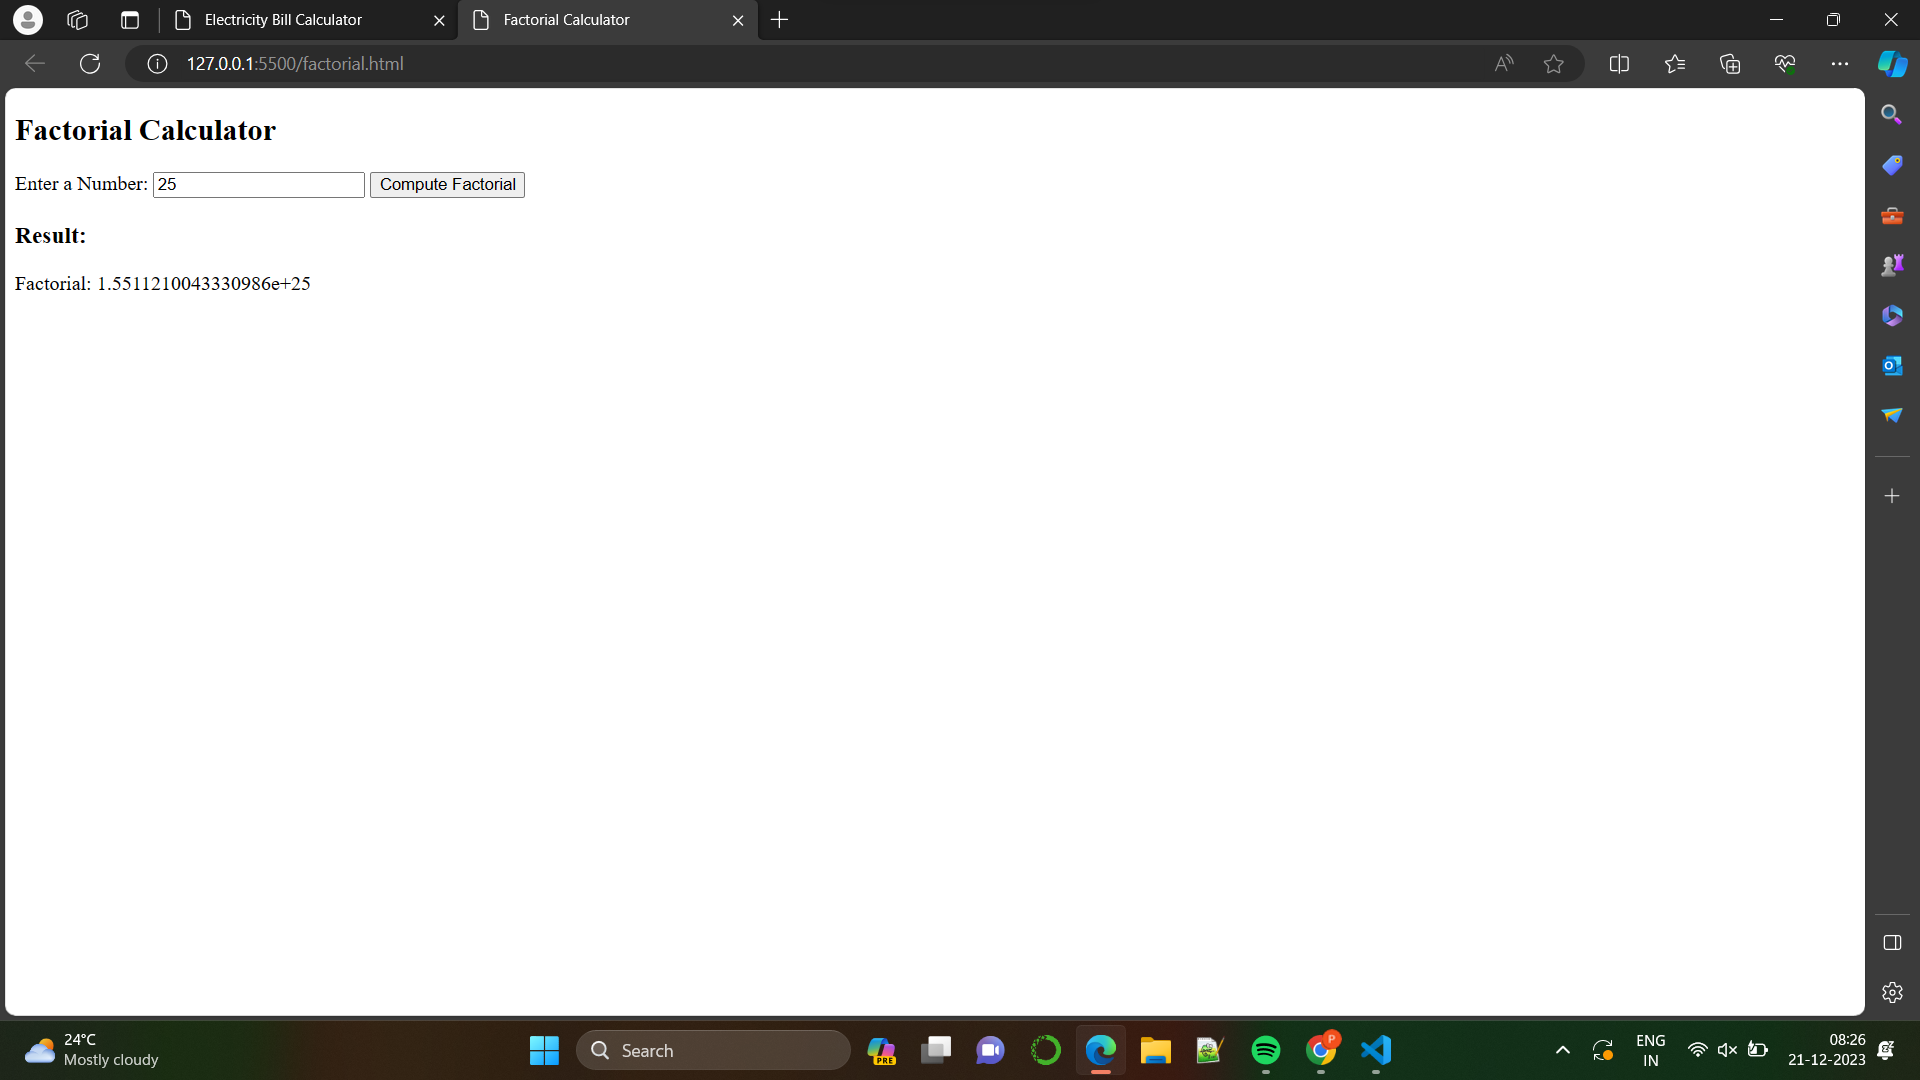 Electricity Bill Calculator
Factorial Calculator
127.0.0.1:5500/factorial.html
Factorial Calculator
Enter a Number: 25 Compute Factorial
Result:
Factorial: 1.5511210043330986e+25
24°C
Mostly cloudy
Search
PRE
P
ENG
IN
08:26
21-12-2023